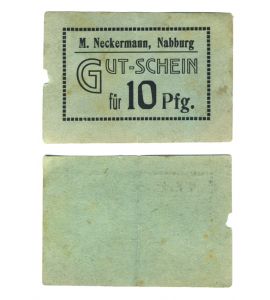 M. Neckermann, Nabburg
GUT-SCHEIN
für 10 Pfg.